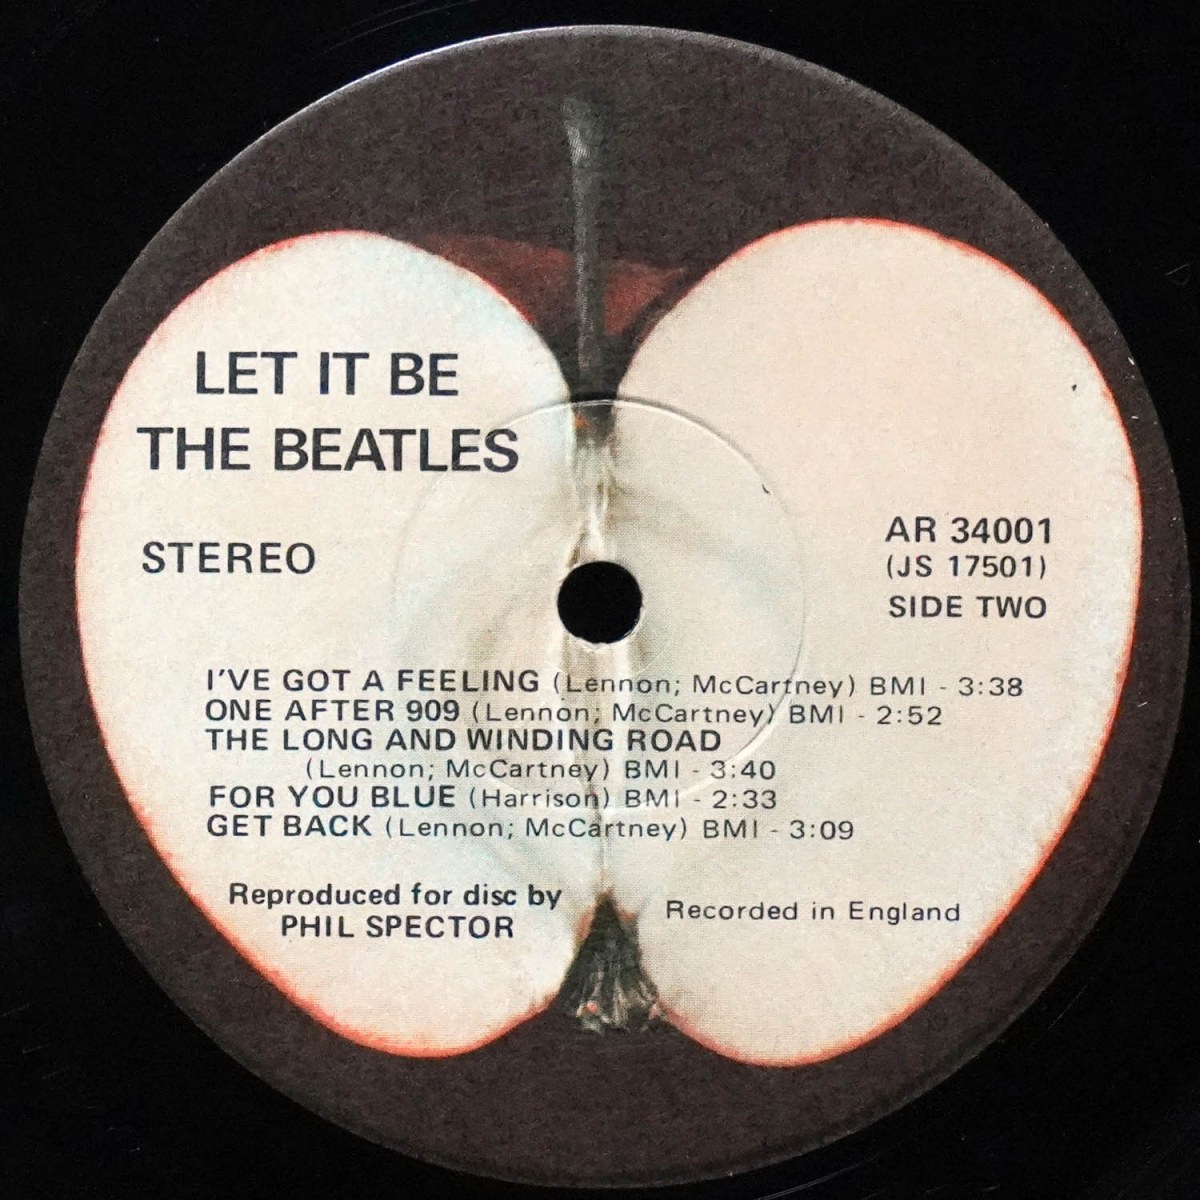 LET IT BE
THE BEATLES
STEREO
AR 34001
(JS 17501)
SIDE TWO
I'VE GOT A FEELING (Lennon; McCartney) BMI - 3:38
ONE AFTER 909 (Lennon; McCartney) BMI - 2:52
THE LONG AND WINDING ROAD
(Lennon; McCartney) BMI - 3:40
FOR YOU BLUE (Harrison) BMI - 2:33
GET BACK (Lennon; McCartney) BMI - 3:09
Reproduced for disc by
PHIL SPECTOR
Recorded in England